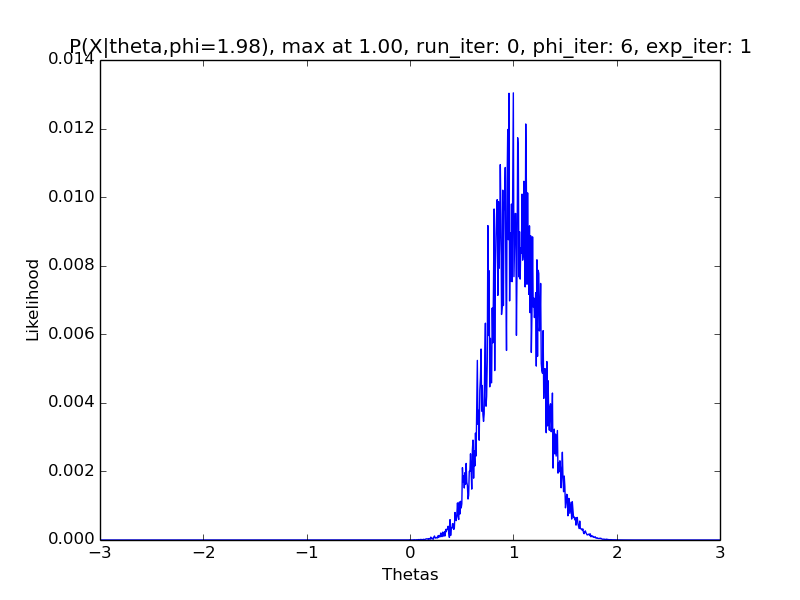 P(X|theta,phi=1.98), max at 1.00, run_iter: 0, phi_iter: 6, exp_iter: 1
0.014
0.012
0.010
0.008
0.006
0.004
0.002
0.000
Likelihood
−3 −2 −1 0 1 2 3
Thetas